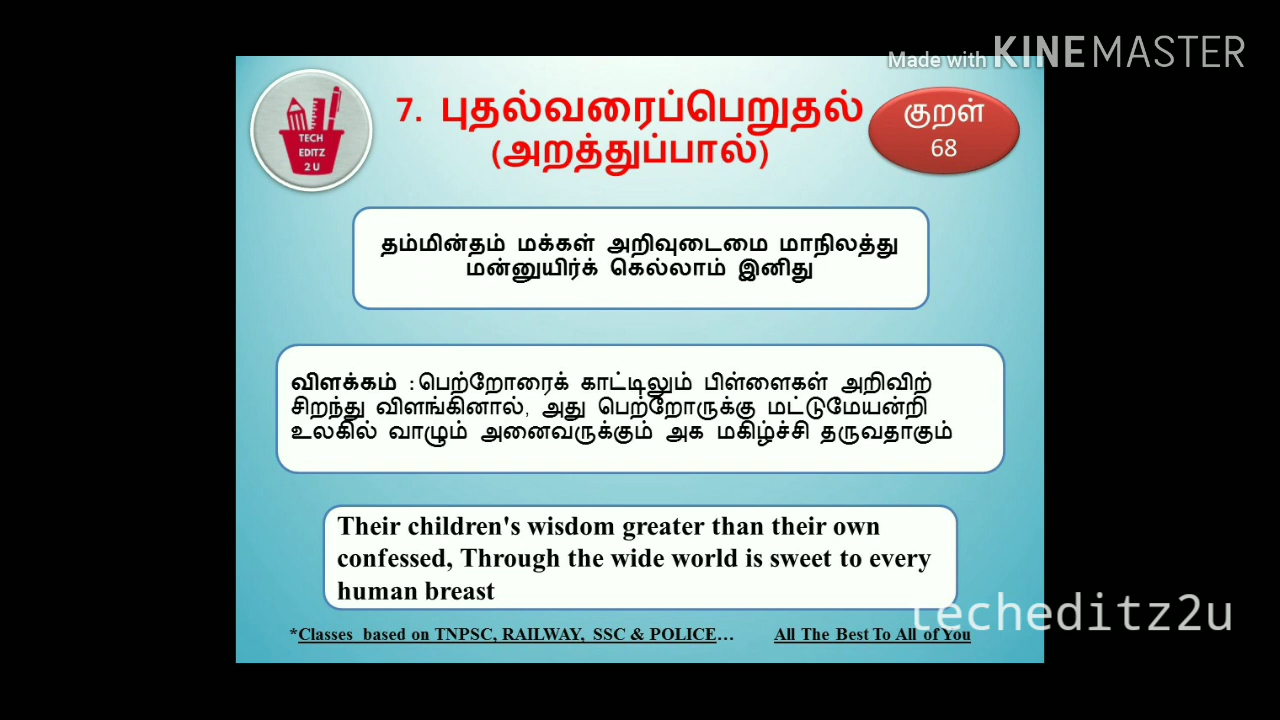 Made with KINEMASTER
TECH
EDITZ
2 U
7. புதல்வரைப்பெறுதல்
(அறத்துப்பால்)
குறள்
68
தம்மின்தம் மக்கள் அறிவுடைமை மாநிலத்து
மன்னுயிர்க் கெல்லாம் இனிது
விளக்கம் :பெற்றோரைக் காட்டிலும் பிள்ளைகள் அறிவிற்
சிறந்து விளங்கினால், அது பெற்றோருக்கு மட்டுமேயன்றி
உலகில் வாழும் அனைவருக்கும் அக மகிழ்ச்சி தருவதாகும்
Their children's wisdom greater than their own
confessed, Through the wide world is sweet to every
human breast
techeditz2u
*Classes based on TNPSC, RAILWAY, SSC & POLICE... All The Best To All of You